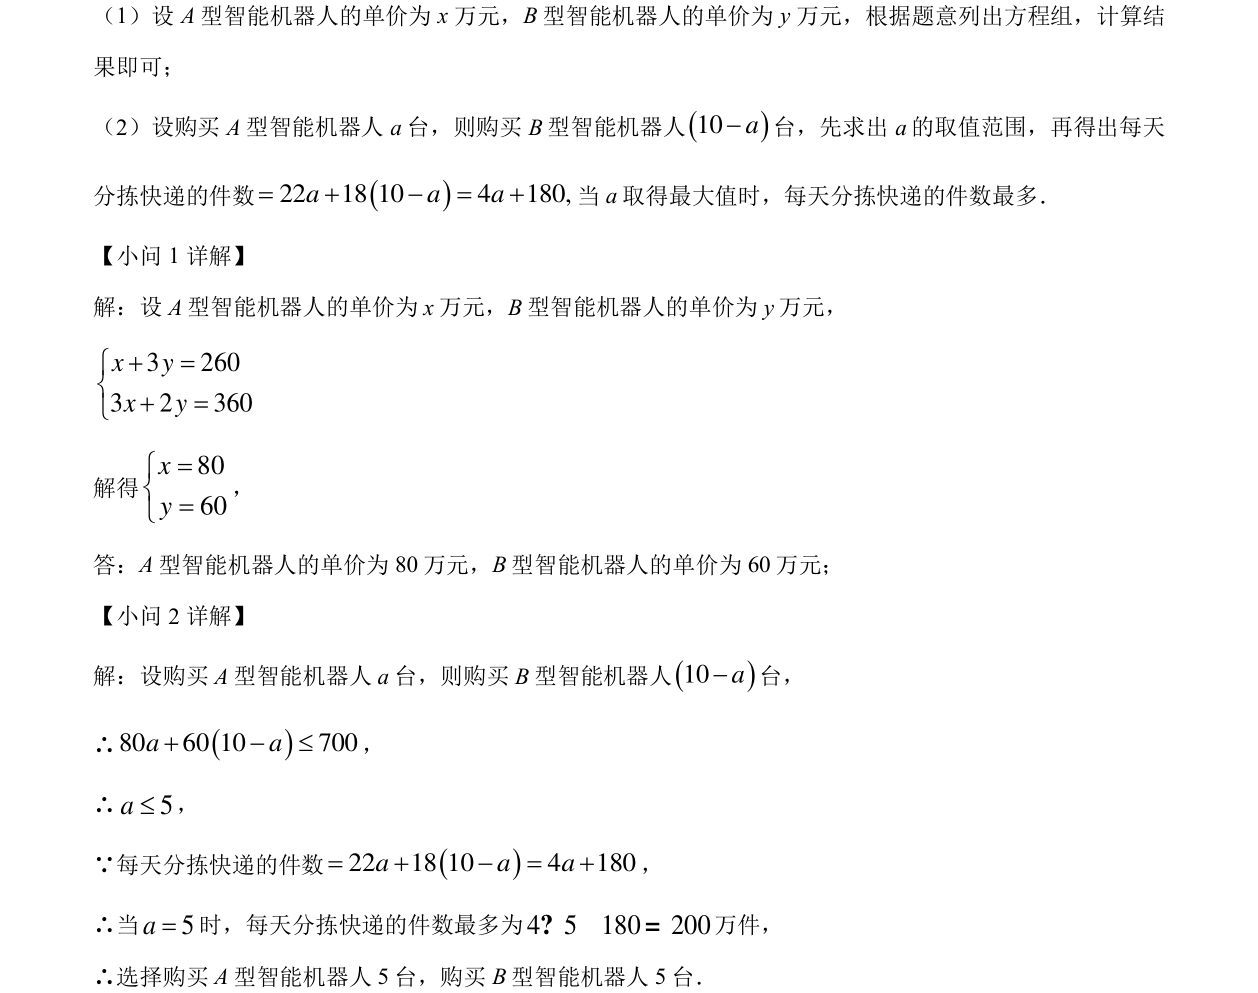 （1）设 A 型智能机器人的单价为 x 万元，B 型智能机器人的单价为 y 万元，根据题意列出方程组，计算结
果即可；
（2）设购买 A 型智能机器人 a 台，则购买 B 型智能机器人(10−a)台，先求出 a 的取值范围，再得出每天
分拣快递的件数= 22a+18(10−a)= 4a+180, 当 a 取得最大值时，每天分拣快递的件数最多．
【小问 1 详解】
解：设 A 型智能机器人的单价为 x 万元，B 型智能机器人的单价为 y 万元，
{x+3y = 260
3x+2y = 360
解得{x = 80
y = 60 ，
答：A 型智能机器人的单价为 80 万元，B 型智能机器人的单价为 60 万元；
【小问 2 详解】
解：设购买 A 型智能机器人 a 台，则购买 B 型智能机器人(10−a)台，
∴80a+60(10−a)≤700，
∴a≤5，
∵每天分拣快递的件数= 22a+18(10−a)= 4a+180，
∴当a = 5时，每天分拣快递的件数最多为4? 5 180= 200万件，
∴选择购买 A 型智能机器人 5 台，购买 B 型智能机器人 5 台．